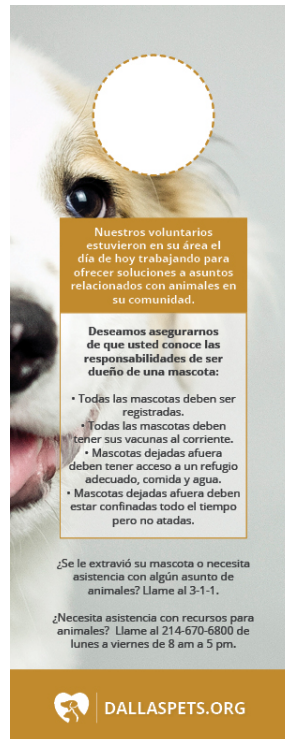 Nuestros voluntarios
estuvieron en su área el
día de hoy trabajando para
ofrecer soluciones a asuntos
relacionados con animales en
su comunidad.
Deseamos asegurarnos
de que usted conoce las
responsabilidades de ser
dueño de una mascota:
• Todas las mascotas deben ser
registradas.
• Todas las mascotas deben
tener sus vacunas al corriente.
• Mascotas dejadas afuera
deben tener acceso a un refugio
adecuado, comida y agua.
• Mascotas dejadas afuera deben
estar confinadas todo el tiempo
pero no atadas.
¿Se le extravió su mascota o necesita
asistencia con algún asunto de
animales? Llame al 3-1-1.
¿Necesita asistencia con recursos para
animales? Llame al 214-670-6800 de
lunes a viernes de 8 am a 5 pm.
DALLASPETS.ORG